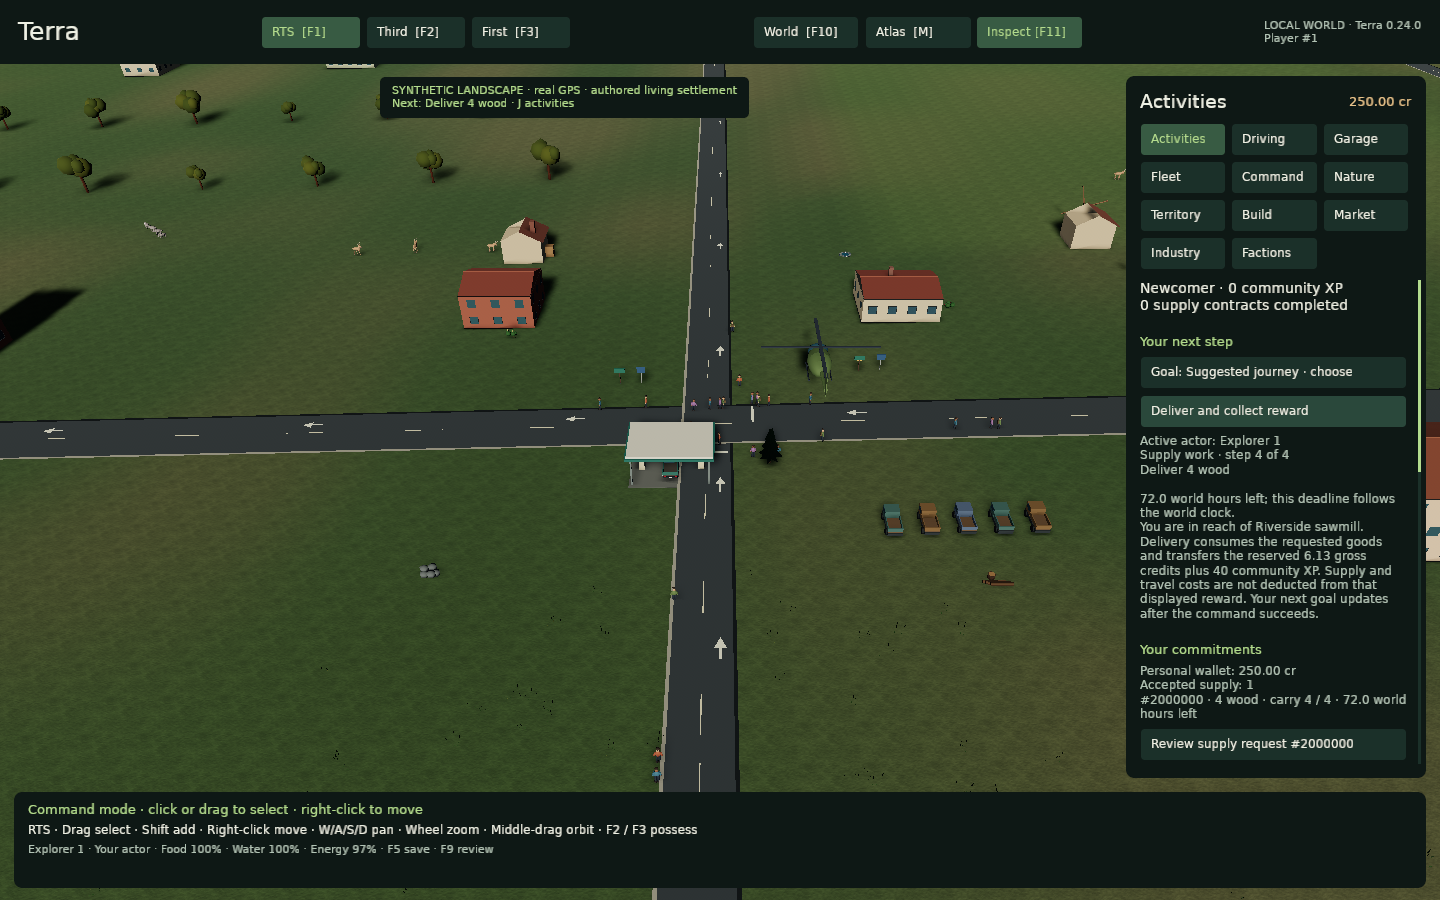 Terra
RTS [F1]
Third [F2]
First [F3]
World [F10]
Atlas [M]
Inspect [F11]
LOCAL WORLD · Terra 0.24.0
Player #1
SYNTHETIC LANDSCAPE · real GPS · authored living settlement
Next: Deliver 4 wood · J activities
Activities
250.00 cr
Activities
Driving
Garage
Fleet
Command
Nature
Territory
Build
Market
Industry
Factions
Newcomer · 0 community XP
0 supply contracts completed
Your next step
Goal: Suggested journey · choose
Deliver and collect reward
Active actor: Explorer 1
Supply work · step 4 of 4
Deliver 4 wood
72.0 world hours left; this deadline follows
the world clock.
You are in reach of Riverside sawmill.
Delivery consumes the requested goods
and transfers the reserved 6.13 gross
credits plus 40 community XP. Supply and
travel costs are not deducted from that
displayed reward. Your next goal updates
after the command succeeds.
Your commitments
Personal wallet: 250.00 cr
Accepted supply: 1
#2000000 · 4 wood · carry 4 / 4 · 72.0 world
hours left
Review supply request #2000000
Command mode · click or drag to select · right-click to move
RTS · Drag select · Shift add · Right-click move · W/A/S/D pan · Wheel zoom · Middle-drag orbit · F2 / F3 possess
Explorer 1 · Your actor · Food 100% · Water 100% · Energy 97% · F5 save · F9 review